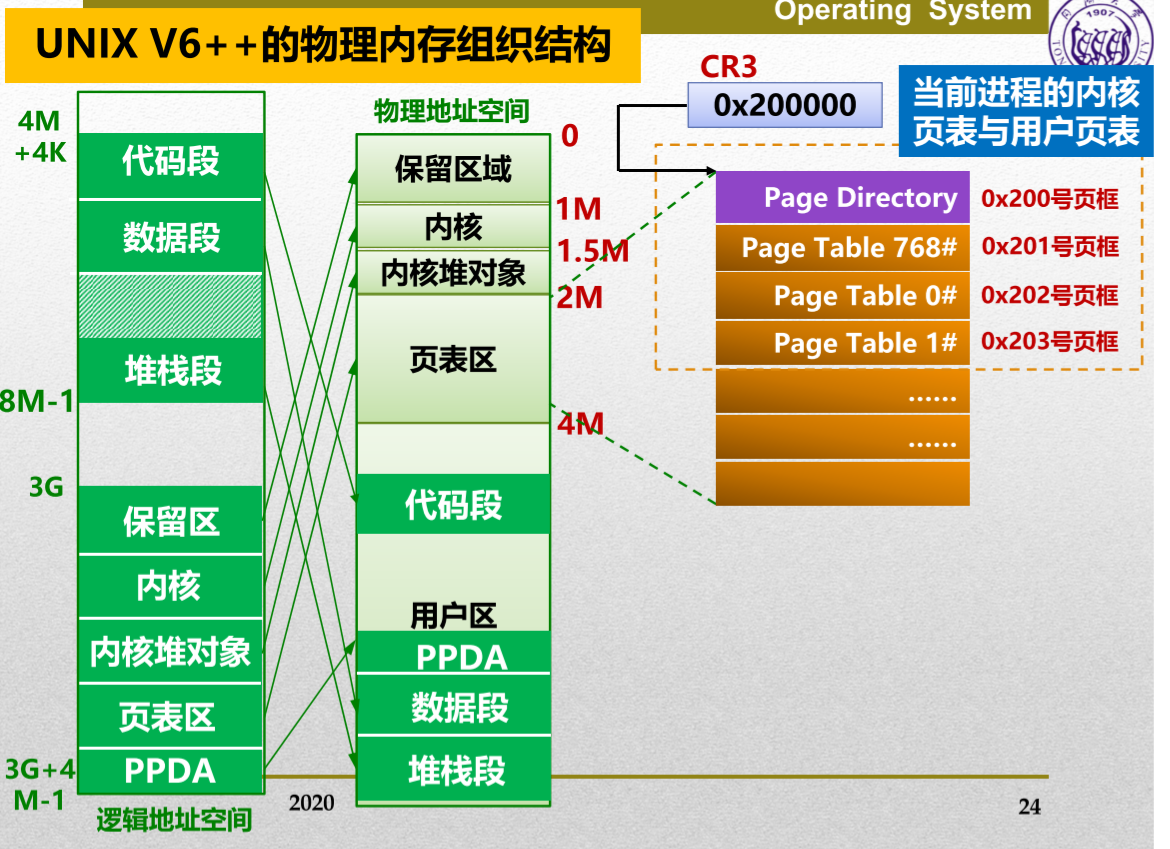 Operating System
1907
UNIX V6++的物理内存组织结构
CR3
0x200000
当前进程的内核
页表与用户页表
4M
+4K
代码段
数据段
堆栈段
8M-1
3G
保留区
内核
内核堆对象
页表区
PPDA
3G+4
M-1
逻辑地址空间
物理地址空间
0
保留区域
1M
内核
1.5M
内核堆对象
2M
页表区
4M
代码段
用户区
PPDA
数据段
堆栈段
Page Directory
0x200号页框
Page Table 768#
0x201号页框
Page Table 0#
0x202号页框
Page Table 1#
0x203号页框
......
......
2020
24